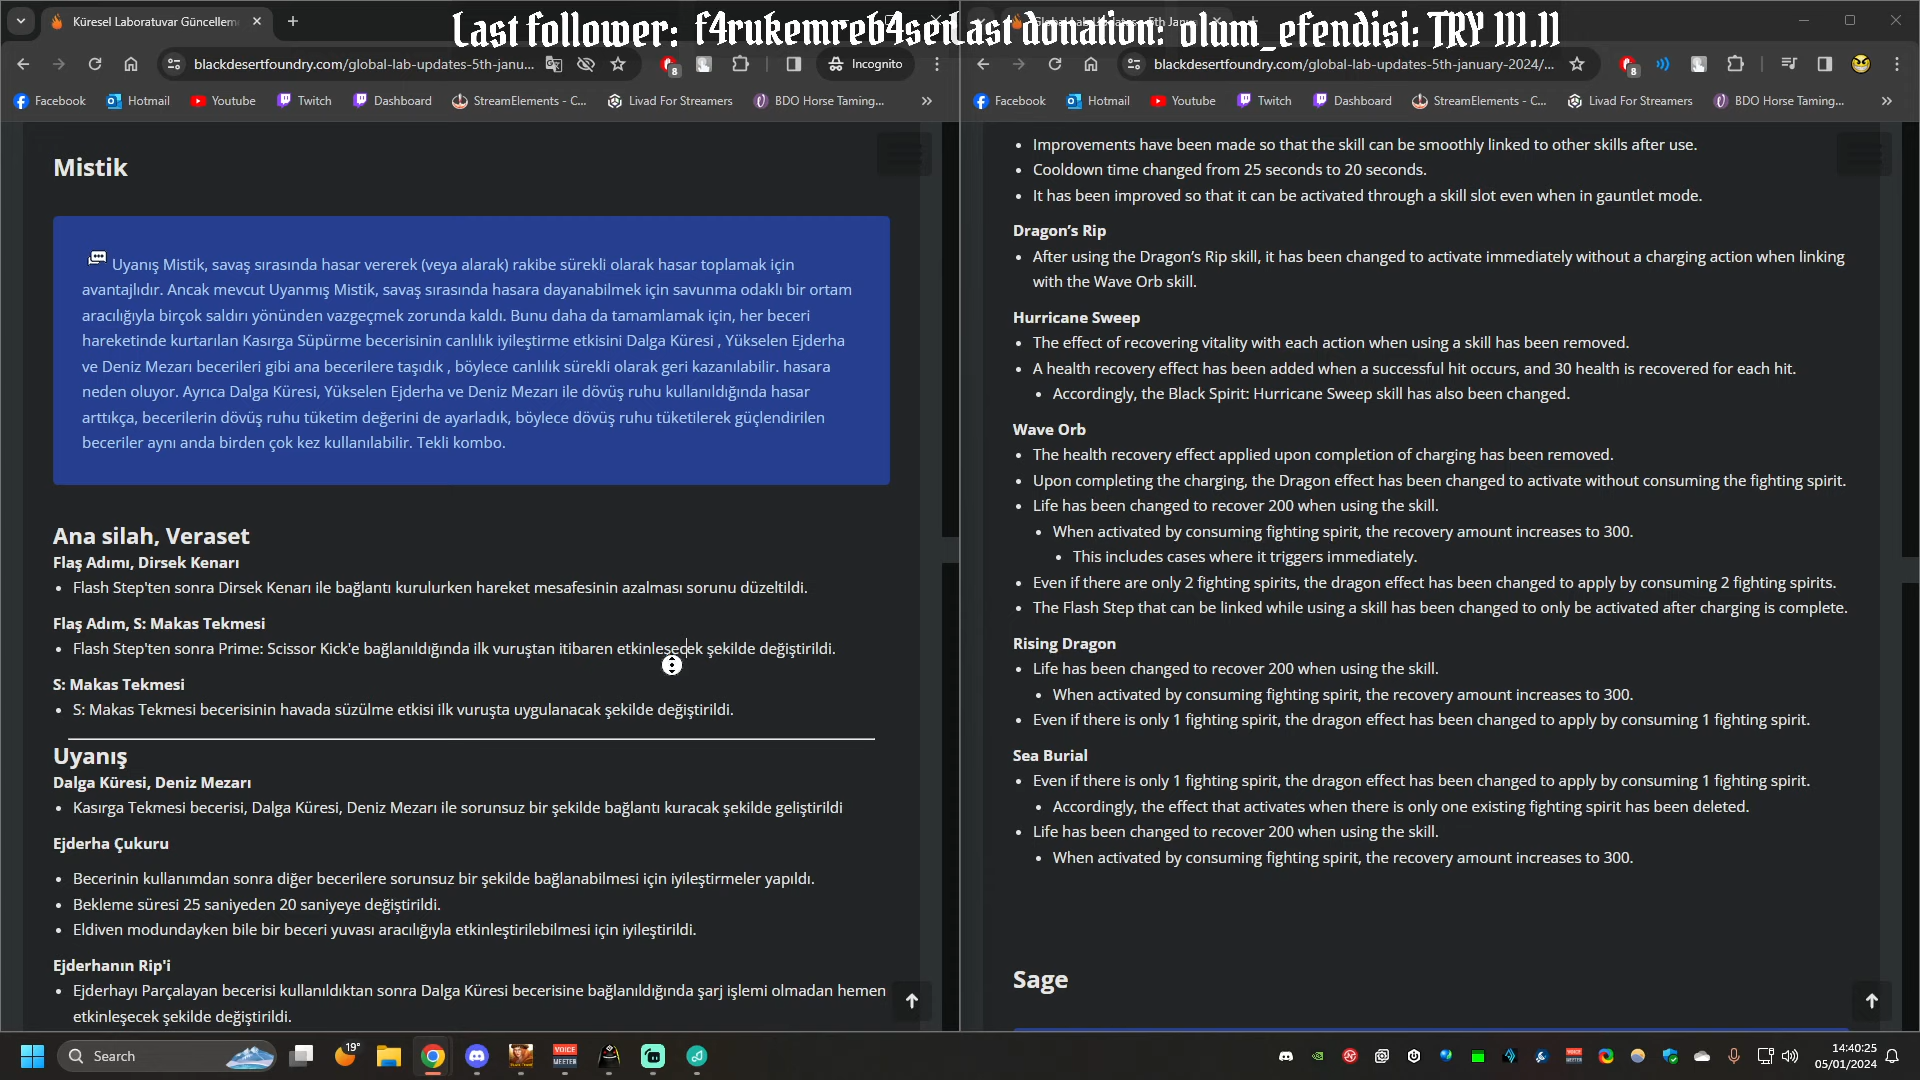 Last follower: f4rukemreb4ser
Last donation: olum_efendisi: TRY 111.11
Küresel Laboratuvar Güncellem
blackdesertfoundry.com/global-lab-updates-5th-janu...
Incognito
8
Facebook
Hotmail
Youtube
Twitch
Dashboard
StreamElements - C...
Livad For Streamers
BDO Horse Taming...
Mistik
Uyanış Mistik, savaş sırasında hasar vererek (veya alarak) rakibe sürekli olarak hasar toplamak için
avantajlıdır. Ancak mevcut Uyanmış Mistik, savaş sırasında hasara dayanabilmek için savunma odaklı bir ortam
aracılığıyla birçok saldırı yönünden vazgeçmek zorunda kaldı. Bunu daha da tamamlamak için, her beceri
hareketinde kurtarılan Kasırga Süpürme becerisinin canlılık iyileştirme etkisini Dalga Küresi , Yükselen Ejderha
ve Deniz Mezarı becerileri gibi ana becerilere taşıdık , böylece canlılık sürekli olarak geri kazanılabilir. hasara
neden oluyor. Ayrıca Dalga Küresi, Yükselen Ejderha ve Deniz Mezarı ile dövüş ruhu kullanıldığında hasar
arttıkça, becerilerin dövüş ruhu tüketim değerini de ayarladık, böylece dövüş ruhu tüketilerek güçlendirilen
beceriler aynı anda birden çok kez kullanılabilir. Tekli kombo.
Ana silah, Veraset
Flaş Adımı, Dirsek Kenarı
• Flash Step'ten sonra Dirsek Kenarı ile bağlantı kurulurken hareket mesafesinin azalması sorunu düzeltildi.
Flaş Adım, S: Makas Tekmesi
• Flash Step'ten sonra Prime: Scissor Kick'e bağlanıldığında ilk vuruştan itibaren etkinleşecek şekilde değiştirildi.
S: Makas Tekmesi
• S: Makas Tekmesi becerisinin havada süzülme etkisi ilk vuruşta uygulanacak şekilde değiştirildi.
Uyanış
Dalga Küresi, Deniz Mezarı
• Kasırga Tekmesi becerisi, Dalga Küresi, Deniz Mezarı ile sorunsuz bir şekilde bağlantı kuracak şekilde geliştirildi
Ejderha Çukuru
• Becerinin kullanımdan sonra diğer becerilere sorunsuz bir şekilde bağlanabilmesi için iyileştirmeler yapıldı.
• Bekleme süresi 25 saniyeden 20 saniyeye değiştirildi.
• Eldiven modundayken bile bir beceri yuvası aracılığıyla etkinleştirilebilmesi için iyileştirildi.
Ejderhanın Rip'i
• Ejderhayı Parçalayan becerisi kullanıldıktan sonra Dalga Küresi becerisine bağlanıldığında şarj işlemi olmadan hemen
etkinleşecek şekilde değiştirildi.
blackdesertfoundry.com/global-lab-updates-5th-january-2024/...
8
Facebook
Hotmail
Youtube
Twitch
Dashboard
StreamElements - C...
Livad For Streamers
BDO Horse Taming...
• Improvements have been made so that the skill can be smoothly linked to other skills after use.
• Cooldown time changed from 25 seconds to 20 seconds.
• It has been improved so that it can be activated through a skill slot even when in gauntlet mode.
Dragon’s Rip
• After using the Dragon’s Rip skill, it has been changed to activate immediately without a charging action when linking
with the Wave Orb skill.
Hurricane Sweep
• The effect of recovering vitality with each action when using a skill has been removed.
• A health recovery effect has been added when a successful hit occurs, and 30 health is recovered for each hit.
• Accordingly, the Black Spirit: Hurricane Sweep skill has also been changed.
Wave Orb
• The health recovery effect applied upon completion of charging has been removed.
• Upon completing the charging, the Dragon effect has been changed to activate without consuming the fighting spirit.
• Life has been changed to recover 200 when using the skill.
• When activated by consuming fighting spirit, the recovery amount increases to 300.
• This includes cases where it triggers immediately.
• Even if there are only 2 fighting spirits, the dragon effect has been changed to apply by consuming 2 fighting spirits.
• The Flash Step that can be linked while using a skill has been changed to only be activated after charging is complete.
Rising Dragon
• Life has been changed to recover 200 when using the skill.
• When activated by consuming fighting spirit, the recovery amount increases to 300.
• Even if there is only 1 fighting spirit, the dragon effect has been changed to apply by consuming 1 fighting spirit.
Sea Burial
• Even if there is only 1 fighting spirit, the dragon effect has been changed to apply by consuming 1 fighting spirit.
• Accordingly, the effect that activates when there is only one existing fighting spirit has been deleted.
• Life has been changed to recover 200 when using the skill.
• When activated by consuming fighting spirit, the recovery amount increases to 300.
Sage
Search
19°
VOICE
MEETER
14:40:25
05/01/2024